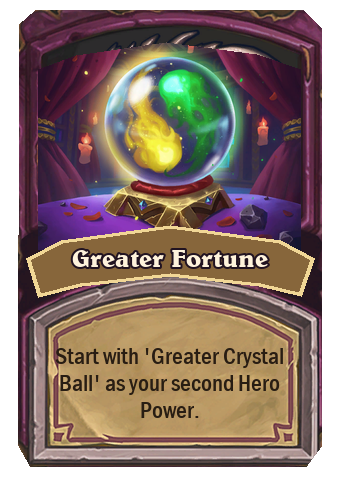 Greater Fortune
Start with 'Greater Crystal
Ball' as your second Hero
Power.